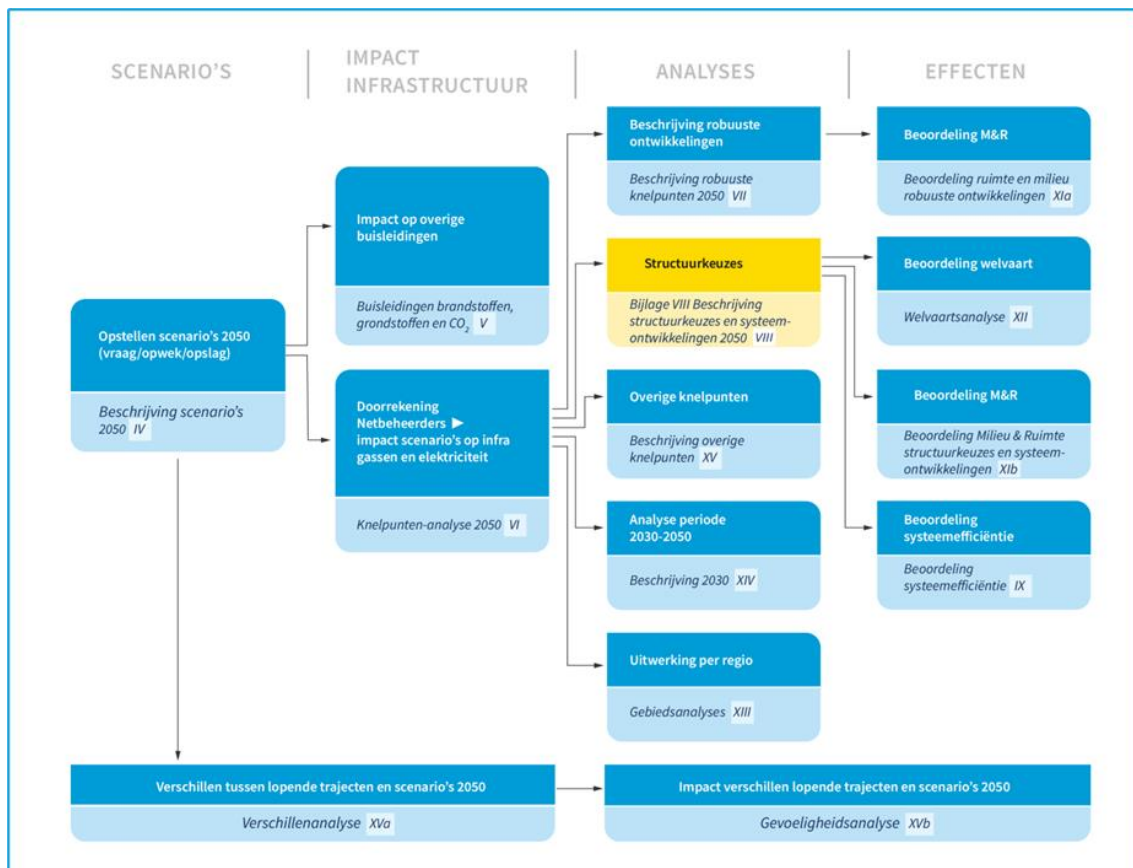 SCENARIO'S
IMPACT
INFRASTRUCTUUR
ANALYSES
EFFECTEN
Opstellen scenario's 2050
(vraag/opwek/opslag)
Beschrijving scenario's
2050 IV
Impact op overige
buisleidingen
Buisleidingen brandstoffen,
grondstoffen en CO₂ V
Doorrekening
Netbeheerders ►
impact scenario's op infra
gassen en elektriciteit
Knelpunten-analyse 2050 VI
Beschrijving robuuste
ontwikkelingen
Beschrijving robuuste
knelpunten 2050 VII
Structuurkeuzes
Bijlage VIII Beschrijving
structuurkeuzes en systeem-
ontwikkelingen 2050 VIII
Overige knelpunten
Beschrijving overige
knelpunten XV
Analyse periode
2030-2050
Beschrijving 2030 XIV
Uitwerking per regio
Gebiedsanalyses XIII
Beoordeling M&R
Beoordeling ruimte en milieu
robuuste ontwikkelingen XIa
Beoordeling welvaart
Welvaartsanalyse XII
Beoordeling M&R
Beoordeling Milieu & Ruimte
structuurkeuzes en systeem-
ontwikkelingen XIb
Beoordeling
systeemefficiëntie
Beoordeling
systeemefficiëntie IX
Verschillen tussen lopende trajecten en scenario's 2050
Verschillenanalyse XVa
Impact verschillen lopende trajecten en scenario's 2050
Gevoeligheidsanalyse XVb